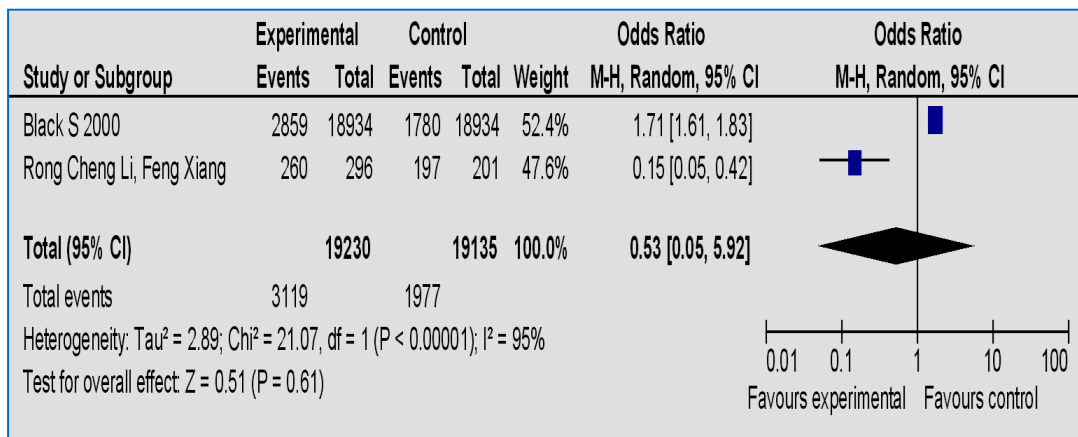 Experimental Control Odds Ratio Odds Ratio
Study or Subgroup Events Total Events Total Weight M-H, Random, 95% CI M-H, Random, 95% CI
Black S 2000 2859 18934 1780 18934 52.4% 1.71 [1.61, 1.83]
Rong Cheng Li, Feng Xiang 260 296 197 201 47.6% 0.15 [0.05, 0.42]
Total (95% CI) 19230 19135 100.0% 0.53 [0.05, 5.92]
Total events 3119 1977
Heterogeneity: Tau² = 2.89; Chi² = 21.07, df = 1 (P < 0.00001); I² = 95%
Test for overall effect: Z = 0.51 (P = 0.61)
0.01 0.1 1 10 100
Favours experimental Favours control